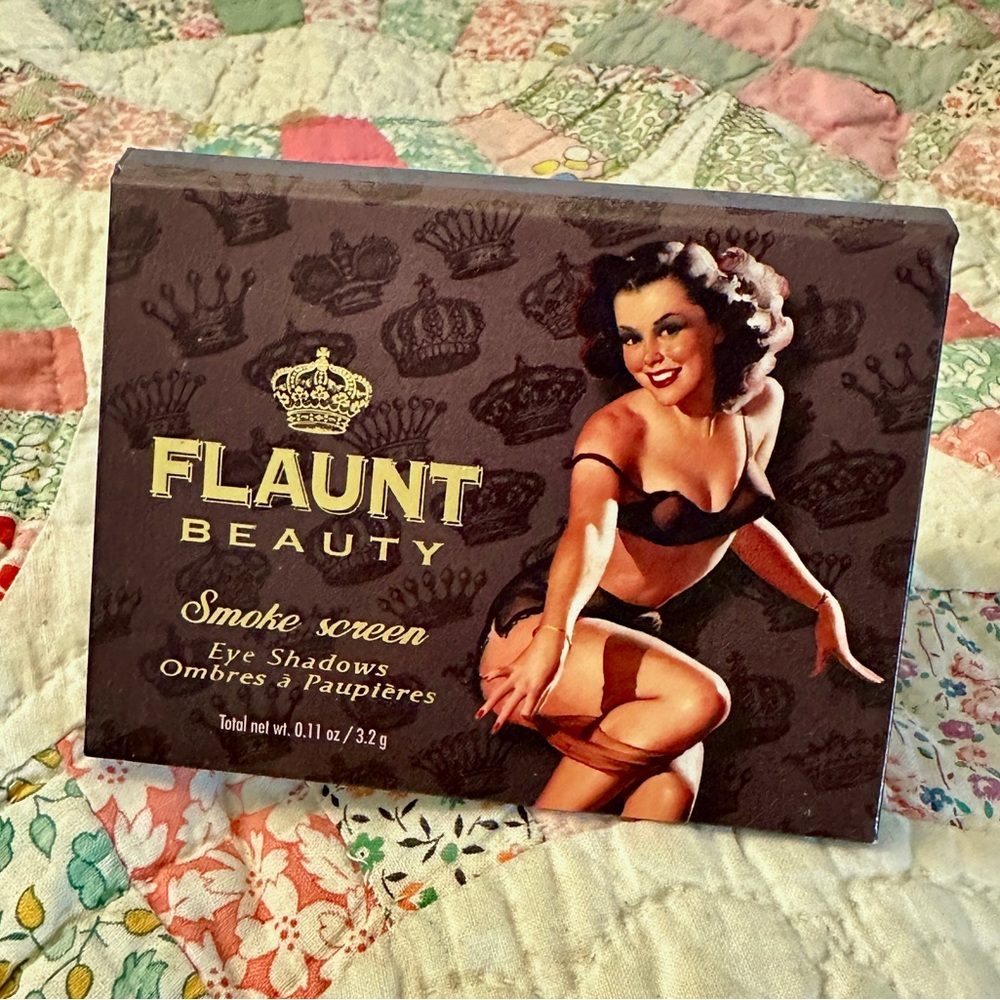 FLAUNT
BEAUTY
Smoke screen
Eye Shadows
Ombres à Paupières
Total net wt. 0.11 oz / 3.2 g